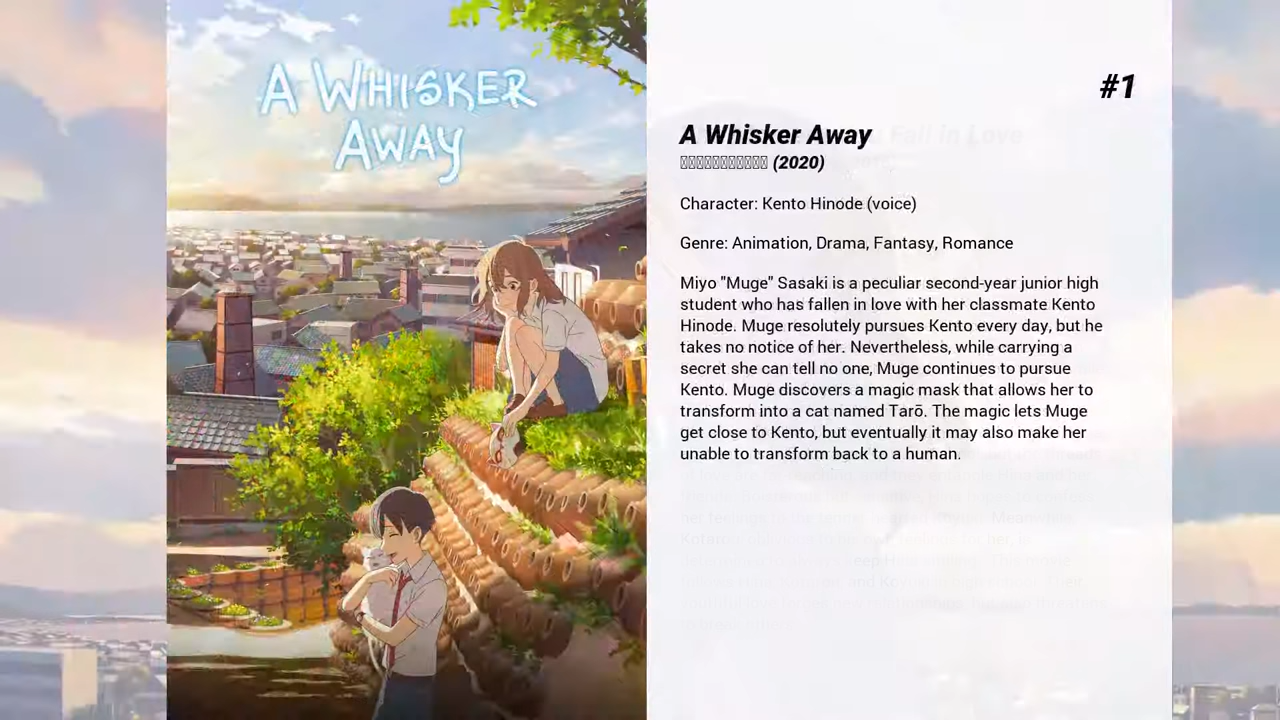 A WHISKER
AWAY
#1
A Whisker Away
(2020)
Character: Kento Hinode (voice)
Genre: Animation, Drama, Fantasy, Romance
Miyo "Muge" Sasaki is a peculiar second-year junior high
student who has fallen in love with her classmate Kento
Hinode. Muge resolutely pursues Kento every day, but he
takes no notice of her. Nevertheless, while carrying a
secret she can tell no one, Muge continues to pursue
Kento. Muge discovers a magic mask that allows her to
transform into a cat named Tarō. The magic lets Muge
get close to Kento, but eventually it may also make her
unable to transform back to a human.